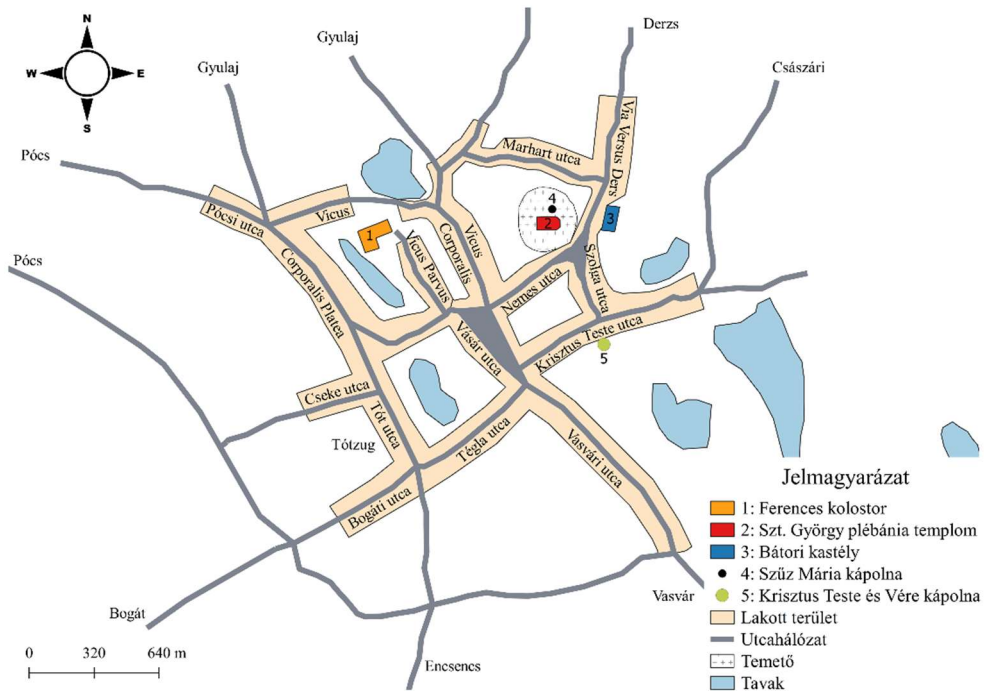 N
W
E
S
Gyulaj
Gyulaj
Derzs
Császári
Pócs
Pócs
Marhart utca
Via Versus Ders
Pócsi utca
Vicus
Corporalis Platea
Vicus Parvus
Corporalis
Vicus
1
4
2
3
Szolga utca
Nemes utca
Vásár utca
Krisztus Teste utca
5
Cseke utca
Tótzug
Tót utca
Tégla utca
Vasvári utca
Bogáti utca
Bogát
Encsencs
Vasvár
0 320 640 m
Jelmagyarázat
1: Ferences kolostor
2: Szt. György plébánia templom
3: Bátori kastély
4: Szűz Mária kápolna
5: Krisztus Teste és Vére kápolna
Lakott terület
Utcahálózat
Temető
Tavak